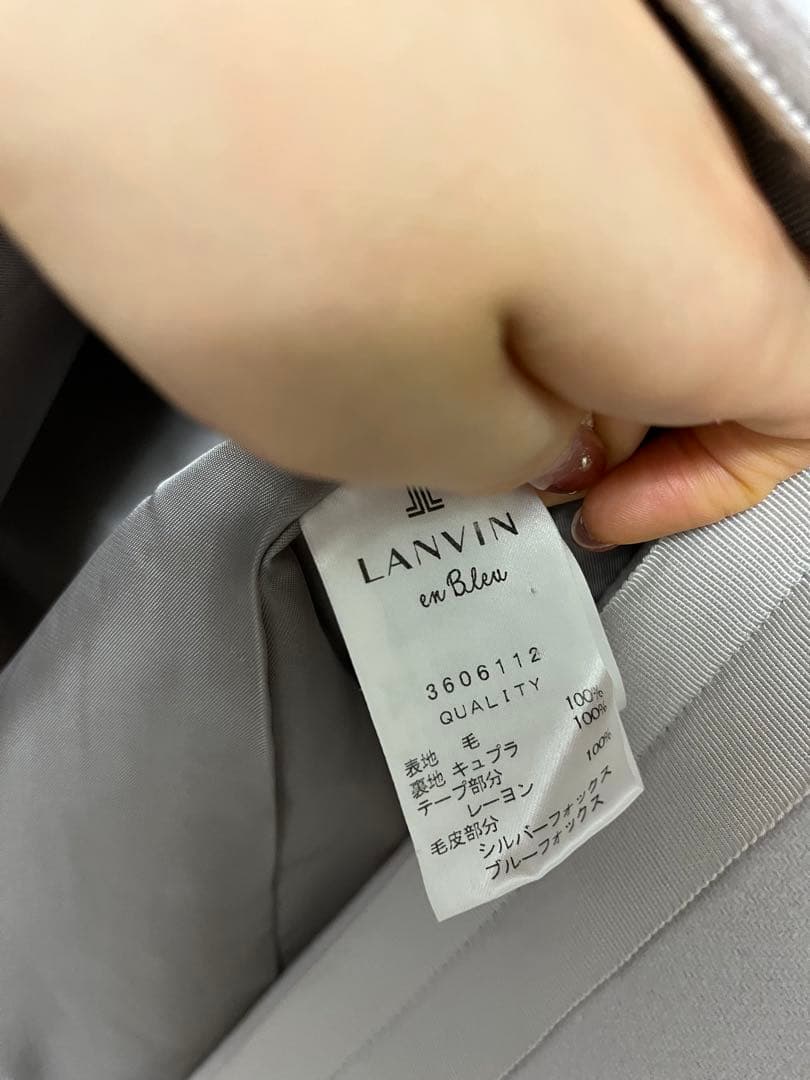 LANVIN
en Bleu
3606112
QUALITY
表地 毛 100%
裏地 キュプラ 100%
テープ部分
レーヨン 100%
毛皮部分
シルバーフォックス
ブルーフォックス